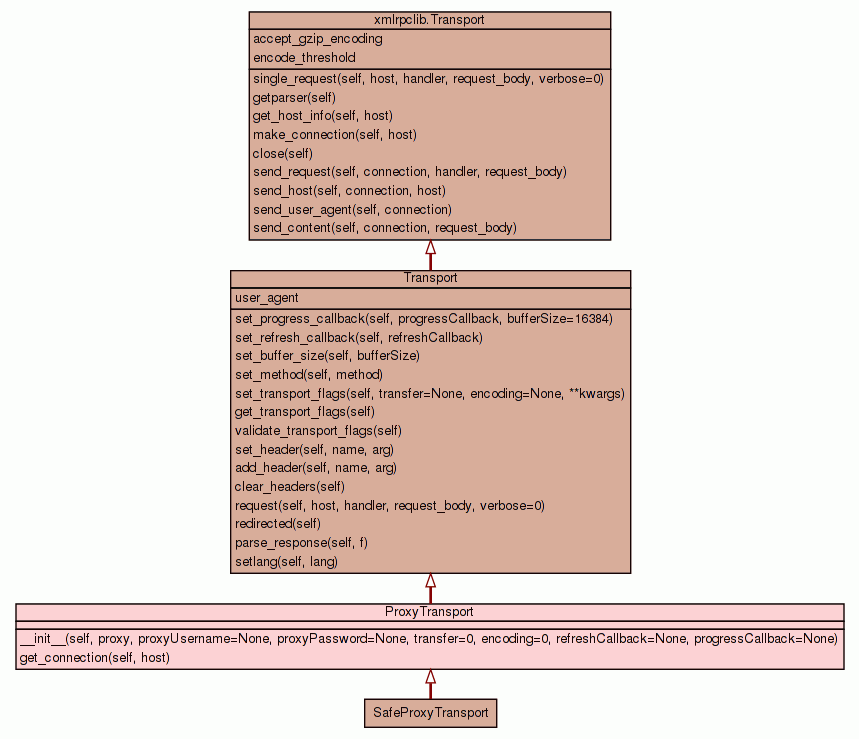 xmlrpclib.Transport
accept_gzip_encoding
encode_threshold
single_request(self, host, handler, request_body, verbose=0)
getparser(self)
get_host_info(self, host)
make_connection(self, host)
close(self)
send_request(self, connection, handler, request_body)
send_host(self, connection, host)
send_user_agent(self, connection)
send_content(self, connection, request_body)
Transport
user_agent
set_progress_callback(self, progressCallback, bufferSize=16384)
set_refresh_callback(self, refreshCallback)
set_buffer_size(self, bufferSize)
set_method(self, method)
set_transport_flags(self, transfer=None, encoding=None, **kwargs)
get_transport_flags(self)
validate_transport_flags(self)
set_header(self, name, arg)
add_header(self, name, arg)
clear_headers(self)
request(self, host, handler, request_body, verbose=0)
redirected(self)
parse_response(self, f)
setlang(self, lang)
ProxyTransport
__init__(self, proxy, proxyUsername=None, proxyPassword=None, transfer=0, encoding=0, refreshCallback=None, progressCallback=None)
get_connection(self, host)
SafeProxyTransport